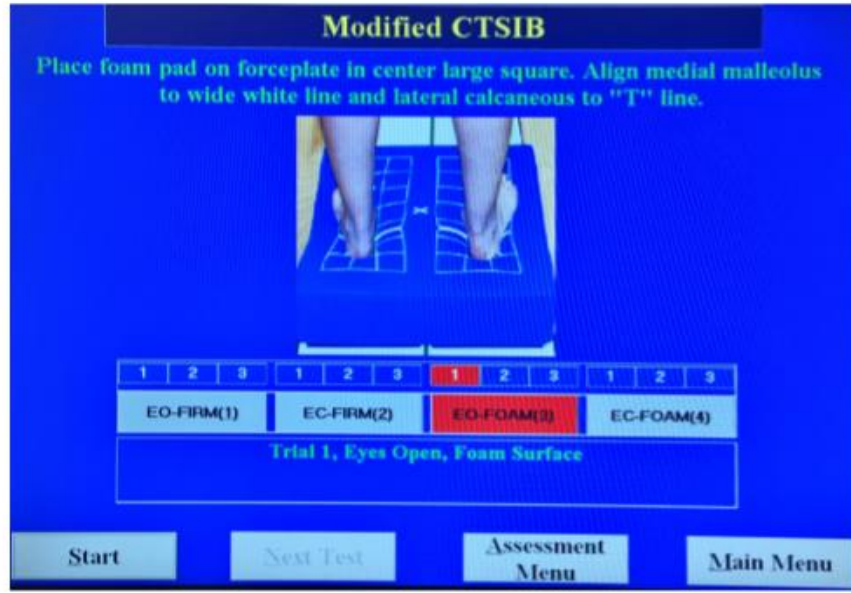 Modified CTSIB
Place foam pad on forceplate in center large square. Align medial malleolus
to wide white line and lateral calcaneous to "T" line.
1 2 3 1 2 3 1 2 3 1 2 3
EO-FIRM(1) EC-FIRM(2) EO-FOAM(3) EC-FOAM(4)
Trial 1, Eyes Open, Foam Surface
Start Next Test Assessment Menu Main Menu